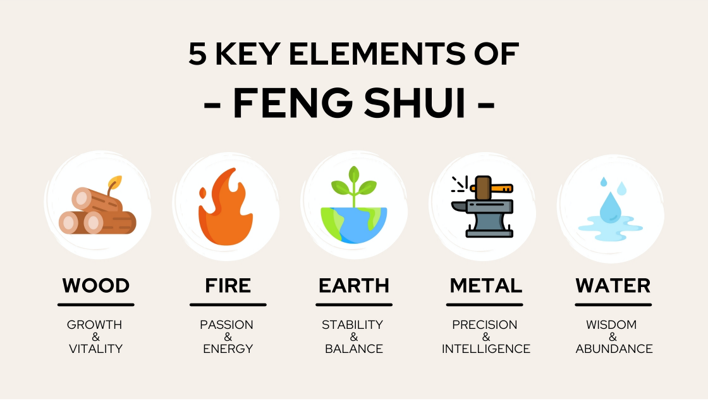 5 KEY ELEMENTS OF
- FENG SHUI -
WOOD
GROWTH
&
VITALITY
FIRE
PASSION
&
ENERGY
EARTH
STABILITY
&
BALANCE
METAL
PRECISION
&
INTELLIGENCE
WATER
WISDOM
&
ABUNDANCE